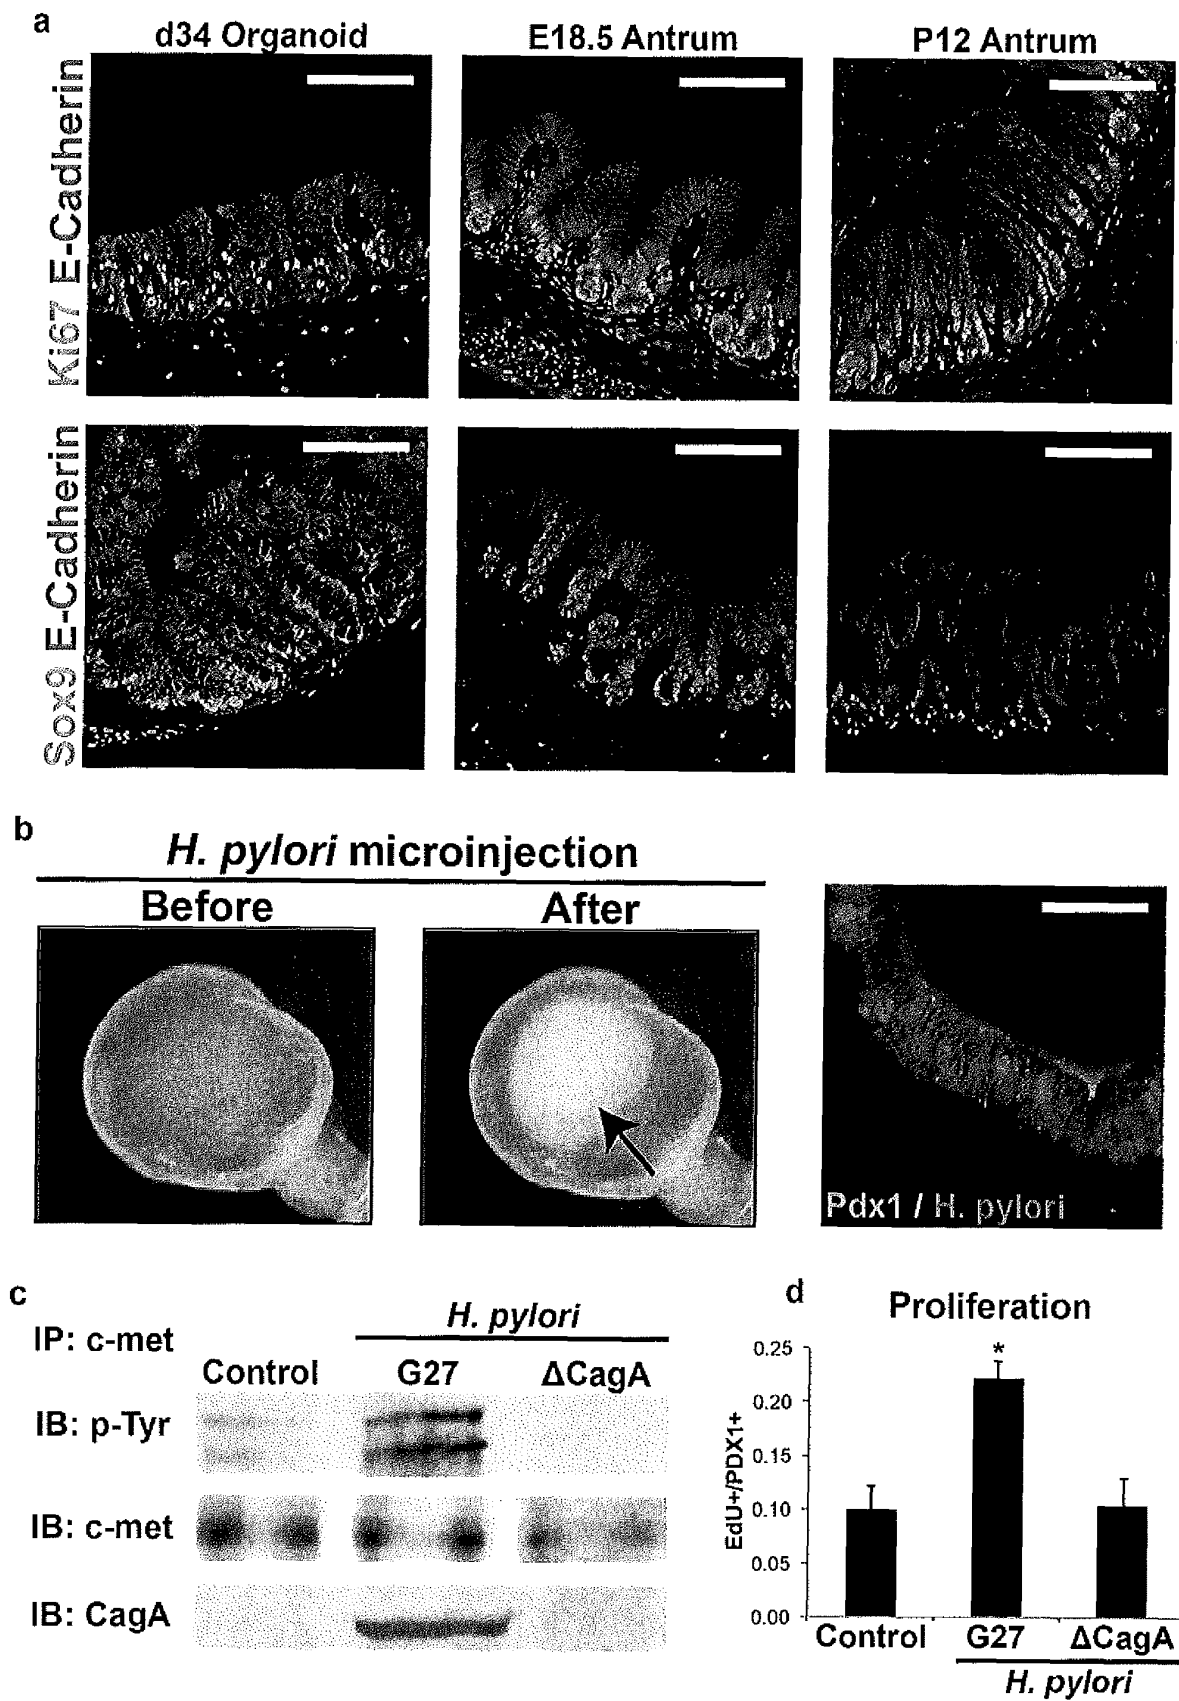 a
d34 Organoid
E18.5 Antrum
P12 Antrum
Ki67 E-Cadherin
Sox9 E-Cadherin
b
H. pylori microinjection
Before
After
Pdx1 / H. pylori
c
H. pylori
IP: c-met
Control
G27
ΔCagA
IB: p-Tyr
IB: c-met
IB: CagA
d
Proliferation
*
EdU+/PDX1+
0.25
0.20
0.15
0.10
0.05
0.00
Control
G27
ΔCagA
H. pylori